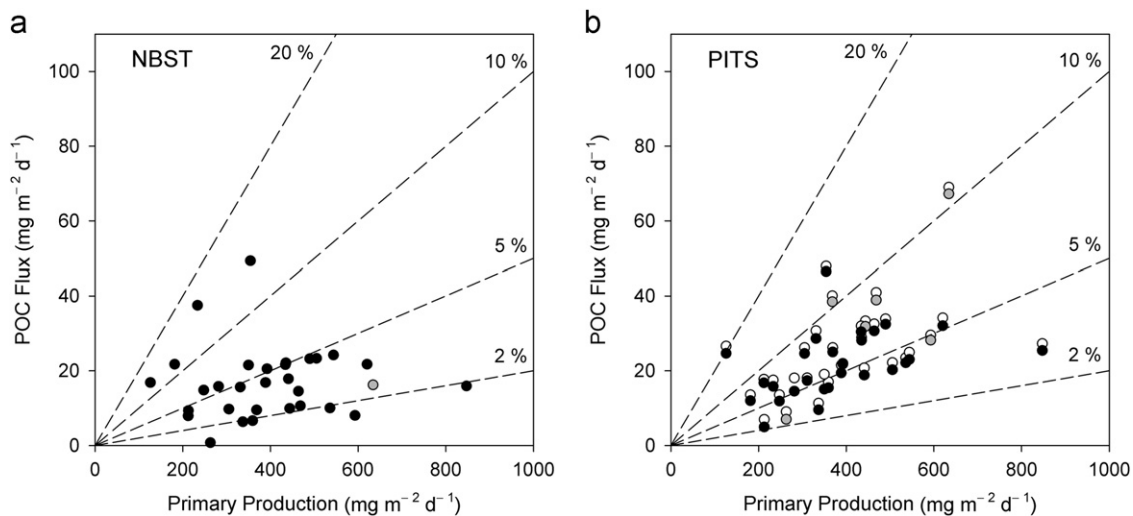 a
NBST
20 %
10 %
5 %
2 %
100
80
60
40
20
0
POC Flux (mg m⁻² d⁻¹)
0 200 400 600 800 1000
Primary Production (mg m⁻² d⁻¹)
b
PITS
20 %
10 %
5 %
2 %
100
80
60
40
20
0
POC Flux (mg m⁻² d⁻¹)
0 200 400 600 800 1000
Primary Production (mg m⁻² d⁻¹)